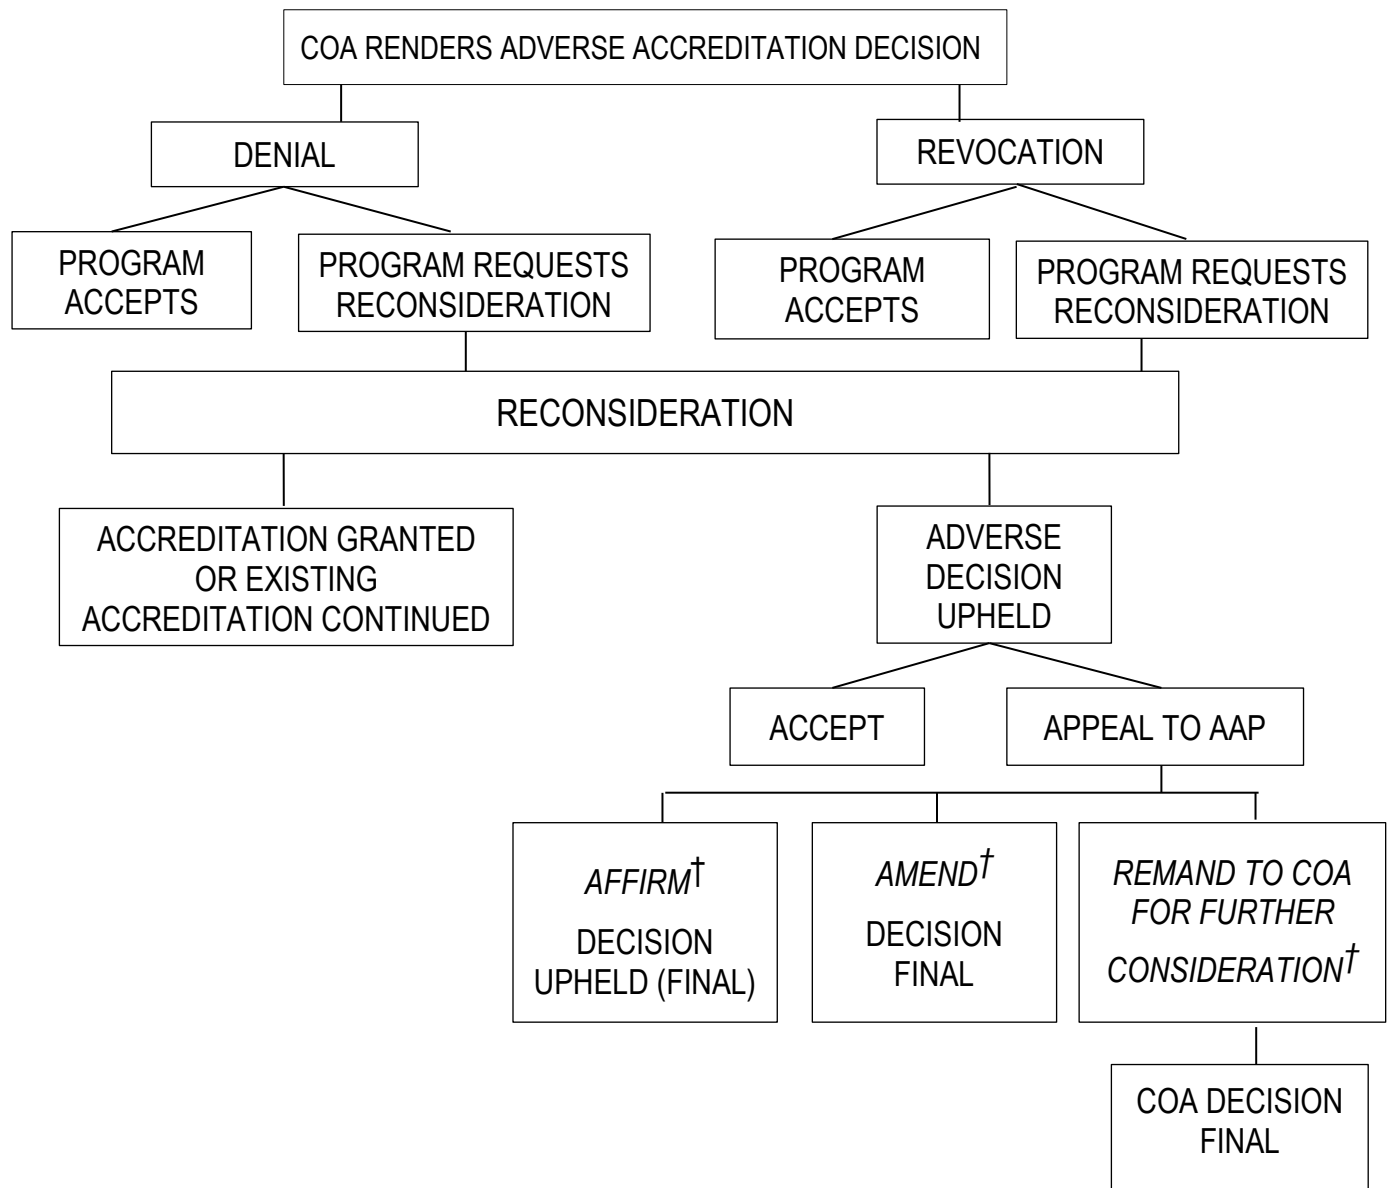 COA RENDERS ADVERSE ACCREDITATION DECISION
DENIAL
REVOCATION
PROGRAM
ACCEPTS
PROGRAM REQUESTS
RECONSIDERATION
PROGRAM
ACCEPTS
PROGRAM REQUESTS
RECONSIDERATION
RECONSIDERATION
ACCREDITATION GRANTED
OR EXISTING
ACCREDITATION CONTINUED
ADVERSE
DECISION
UPHELD
ACCEPT
APPEAL TO AAP
AFFIRM†
DECISION
UPHELD (FINAL)
AMEND†
DECISION
FINAL
REMAND TO COA
FOR FURTHER
CONSIDERATION†
COA DECISION
FINAL